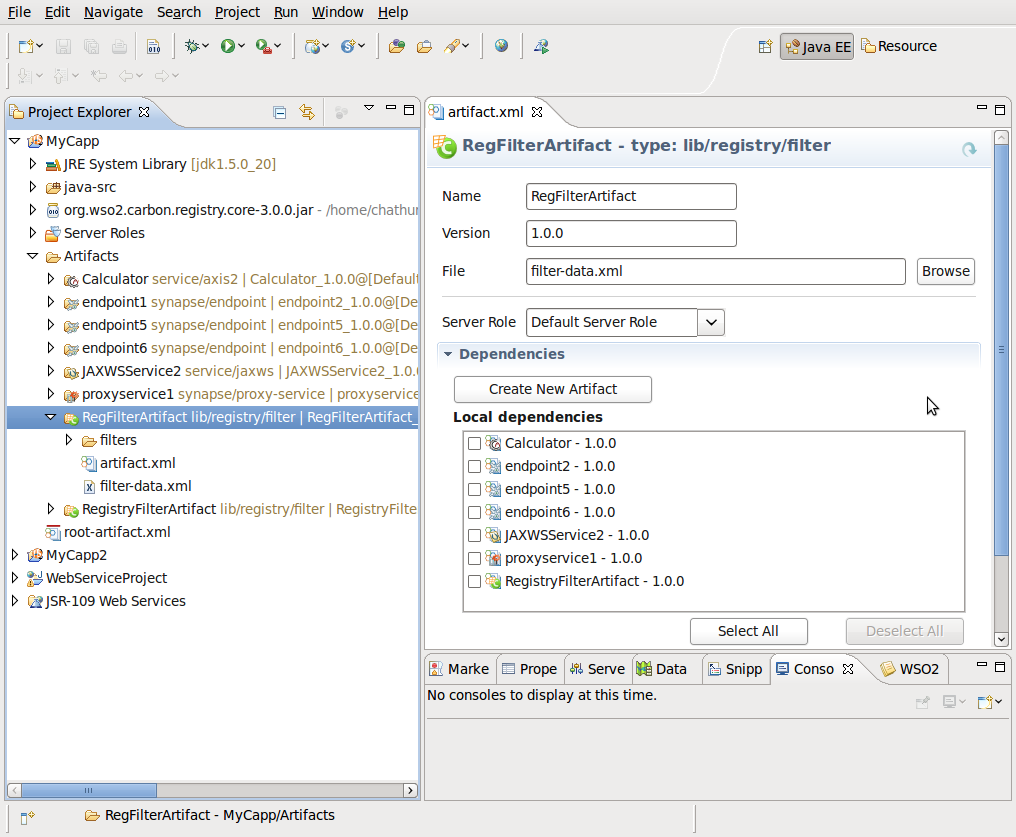 File Edit Navigate Search Project Run Window Help
Java EE Resource
Project Explorer
MyCapp
JRE System Library [jdk1.5.0_20]
java-src
org.wso2.carbon.registry.core-3.0.0.jar - /home/chathur
Server Roles
Artifacts
Calculator service/axis2 | Calculator_1.0.0@[Default
endpoint1 synapse/endpoint | endpoint2_1.0.0@[De
endpoint5 synapse/endpoint | endpoint5_1.0.0@[De
endpoint6 synapse/endpoint | endpoint6_1.0.0@[De
JAXWSService2 service/jaxws | JAXWSService2_1.0.
proxyservice1 synapse/proxy-service | proxyservice
RegFilterArtifact lib/registry/filter | RegFilterArtifact_
filters
artifact.xml
filter-data.xml
RegistryFilterArtifact lib/registry/filter | RegistryFilte
root-artifact.xml
MyCapp2
WebServiceProject
JSR-109 Web Services
artifact.xml
RegFilterArtifact - type: lib/registry/filter
Name RegFilterArtifact
Version 1.0.0
File filter-data.xml Browse
Server Role Default Server Role
Dependencies
Create New Artifact
Local dependencies
Calculator - 1.0.0
endpoint2 - 1.0.0
endpoint5 - 1.0.0
endpoint6 - 1.0.0
JAXWSService2 - 1.0.0
proxyservice1 - 1.0.0
RegistryFilterArtifact - 1.0.0
Select All Deselect All
Marke Prope Serve Data Snipp Conso WSO2
No consoles to display at this time.
RegFilterArtifact - MyCapp/Artifacts